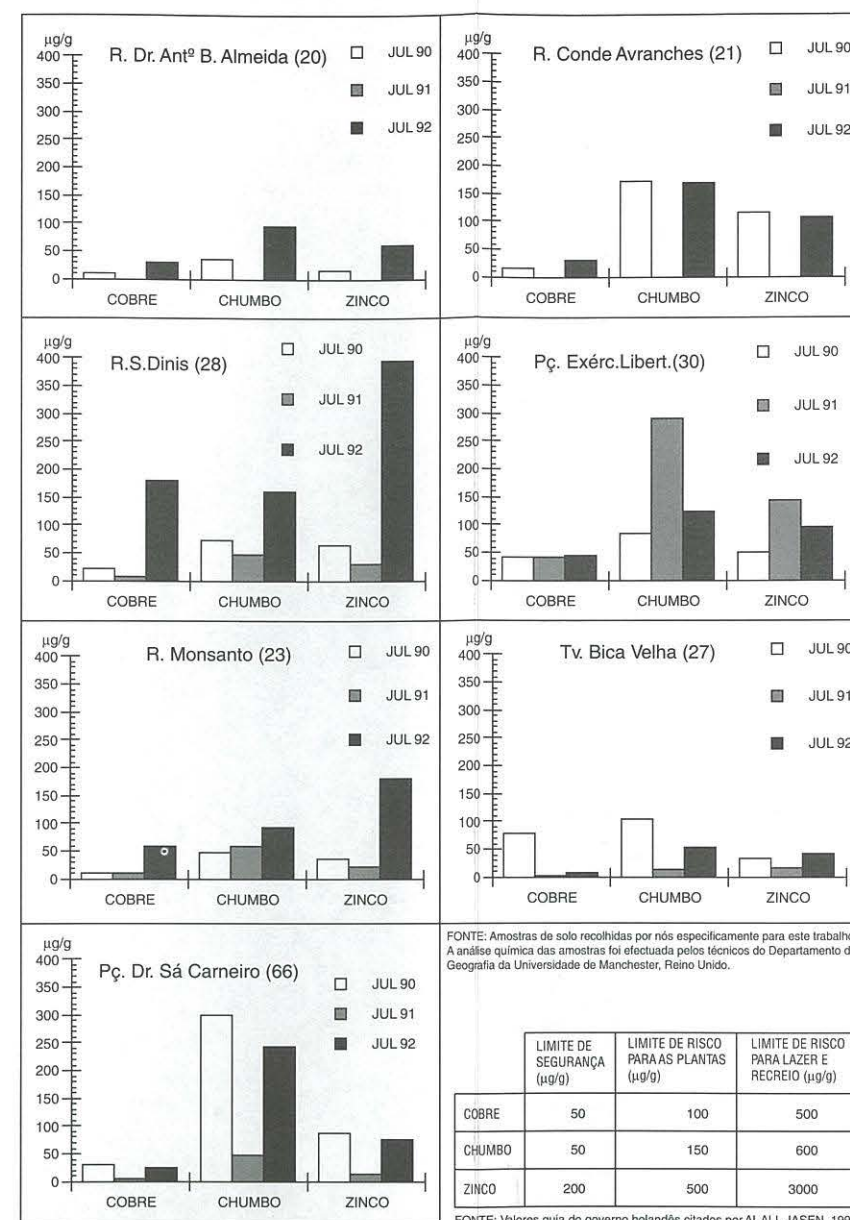 µg/g
R. Dr. Antº B. Almeida (20)
JUL 90
JUL 91
JUL 92
400
350
300
250
200
150
100
50
0
COBRE CHUMBO ZINCO
µg/g
R. Conde Avranches (21)
JUL 90
JUL 91
JUL 92
400
350
300
250
200
150
100
50
0
COBRE CHUMBO ZINCO
µg/g
R.S.Dinis (28)
JUL 90
JUL 91
JUL 92
400
350
300
250
200
150
100
50
0
COBRE CHUMBO ZINCO
µg/g
Pç. Exérc.Libert.(30)
JUL 90
JUL 91
JUL 92
400
350
300
250
200
150
100
50
0
COBRE CHUMBO ZINCO
µg/g
R. Monsanto (23)
JUL 90
JUL 91
JUL 92
400
350
300
250
200
150
100
50
0
COBRE CHUMBO ZINCO
µg/g
Tv. Bica Velha (27)
JUL 90
JUL 91
JUL 92
400
350
300
250
200
150
100
50
0
COBRE CHUMBO ZINCO
µg/g
Pç. Dr. Sá Carneiro (66)
JUL 90
JUL 91
JUL 92
400
350
300
250
200
150
100
50
0
COBRE CHUMBO ZINCO
FONTE: Amostras de solo recolhidas por nós especificamente para este trabalho
A análise química das amostras foi efectuada pelos técnicos do Departamento d
Geografia da Universidade de Manchester, Reino Unido.
LIMITE DE SEGURANÇA (µg/g)
LIMITE DE RISCO PARA AS PLANTAS (µg/g)
LIMITE DE RISCO PARA LAZER E RECREIO (µg/g)
COBRE 50 100 500
CHUMBO 50 150 600
ZINCO 200 500 3000
FONTE: Valores guia do governo holandês citados por